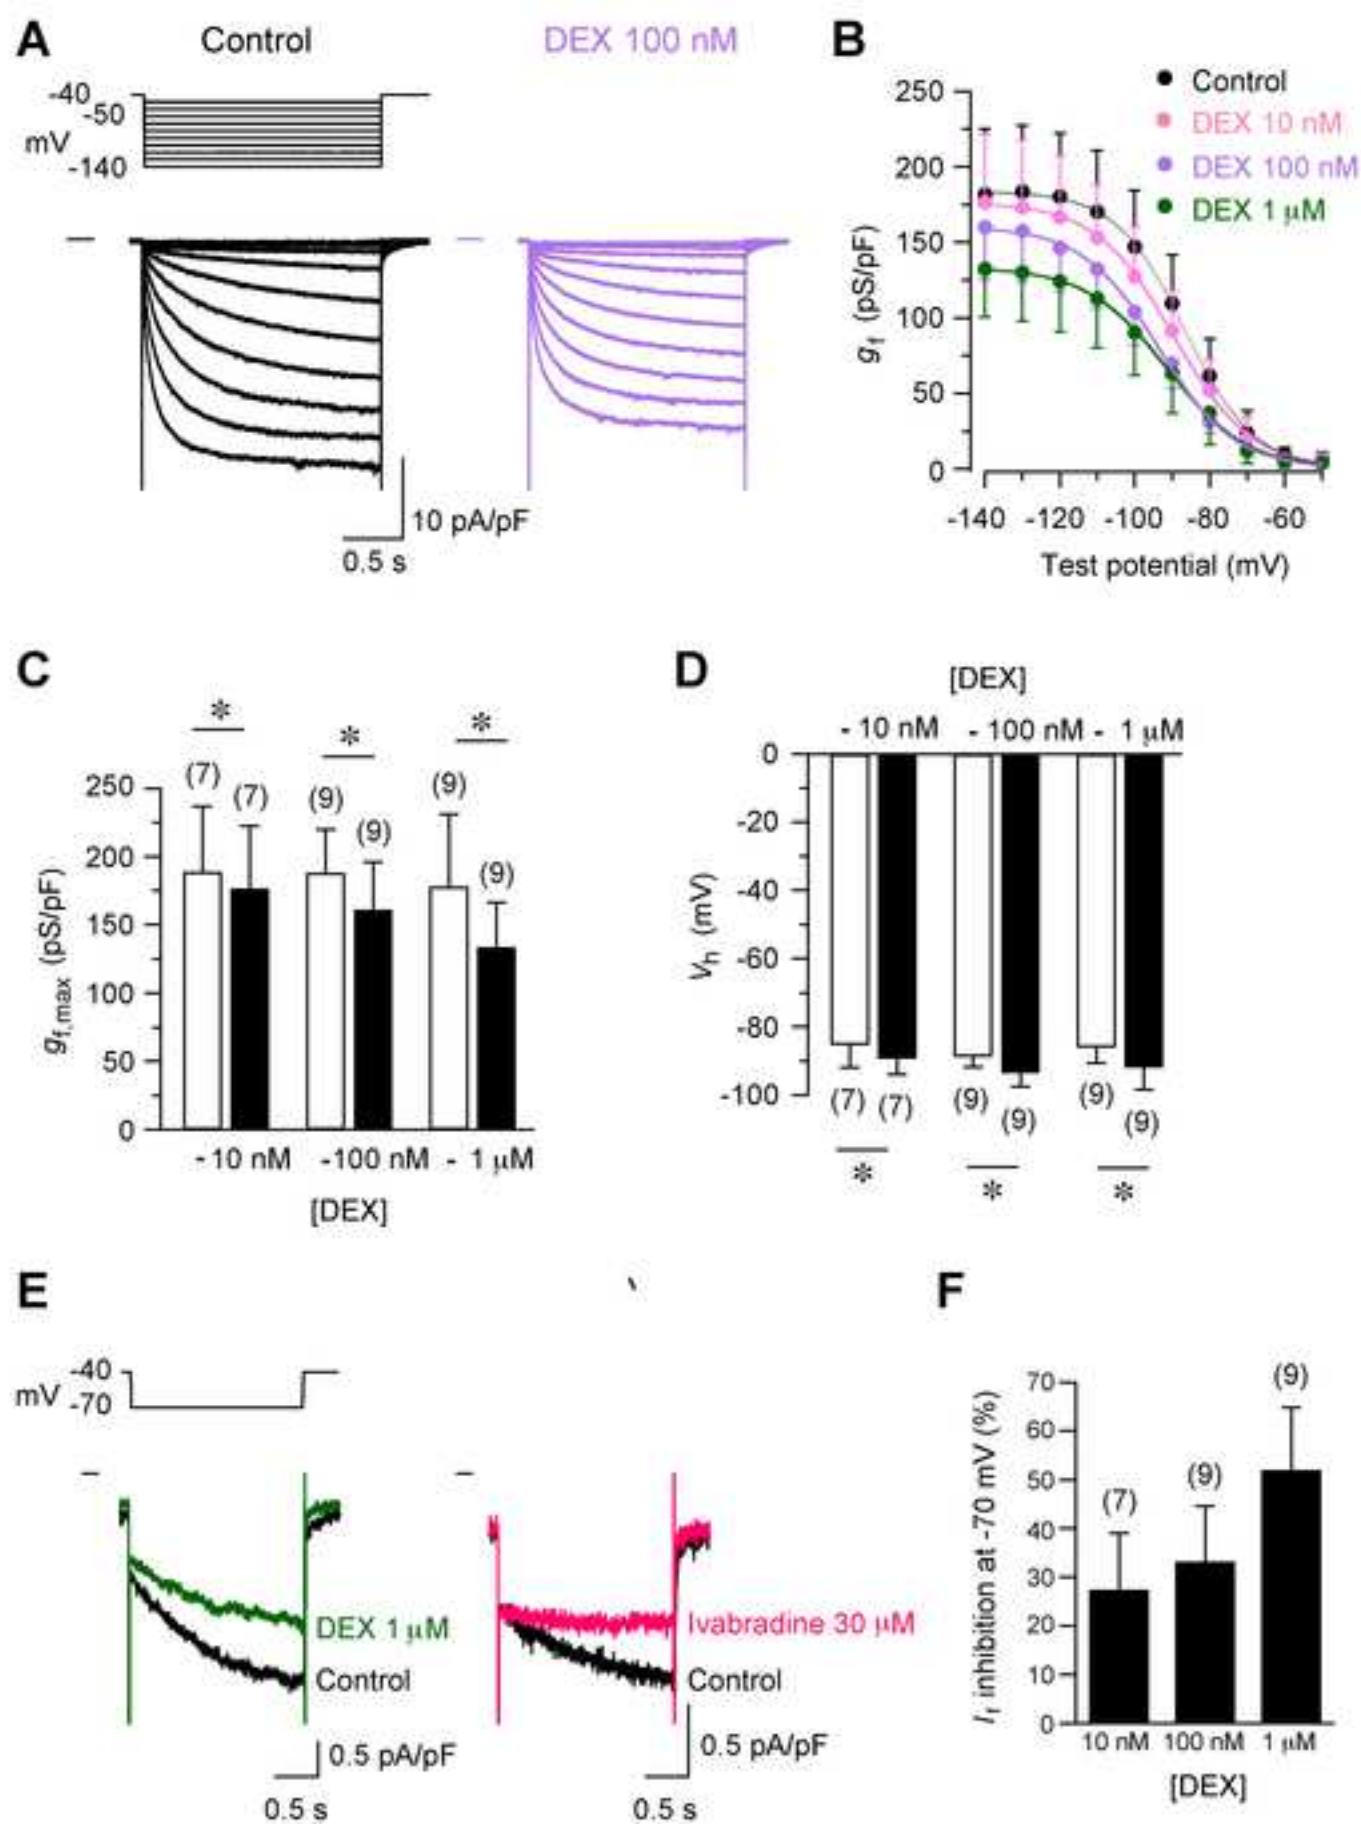 A
Control
DEX 100 nM
-40
-50
mV
-140
10 pA/pF
0.5 s
B
Control
DEX 10 nM
DEX 100 nM
DEX 1 μM
250
200
150
100
50
0
gf (pS/pF)
-140 -120 -100 -80 -60
Test potential (mV)
C
* * *
(7) (7) (9) (9) (9) (9)
250
200
150
100
50
0
gf,max (pS/pF)
- 10 nM -100 nM - 1 μM
[DEX]
D
[DEX]
- 10 nM - 100 nM - 1 μM
0
-20
-40
-60
-80
-100
Vh (mV)
(7) (7) (9) (9) (9) (9)
* * *
E
-40
mV -70
DEX 1 μM
Control
0.5 pA/pF
0.5 s
Ivabradine 30 μM
Control
0.5 pA/pF
0.5 s
F
70
60
50
40
30
20
10
0
If inhibition at -70 mV (%)
(7) (9) (9)
10 nM 100 nM 1 μM
[DEX]